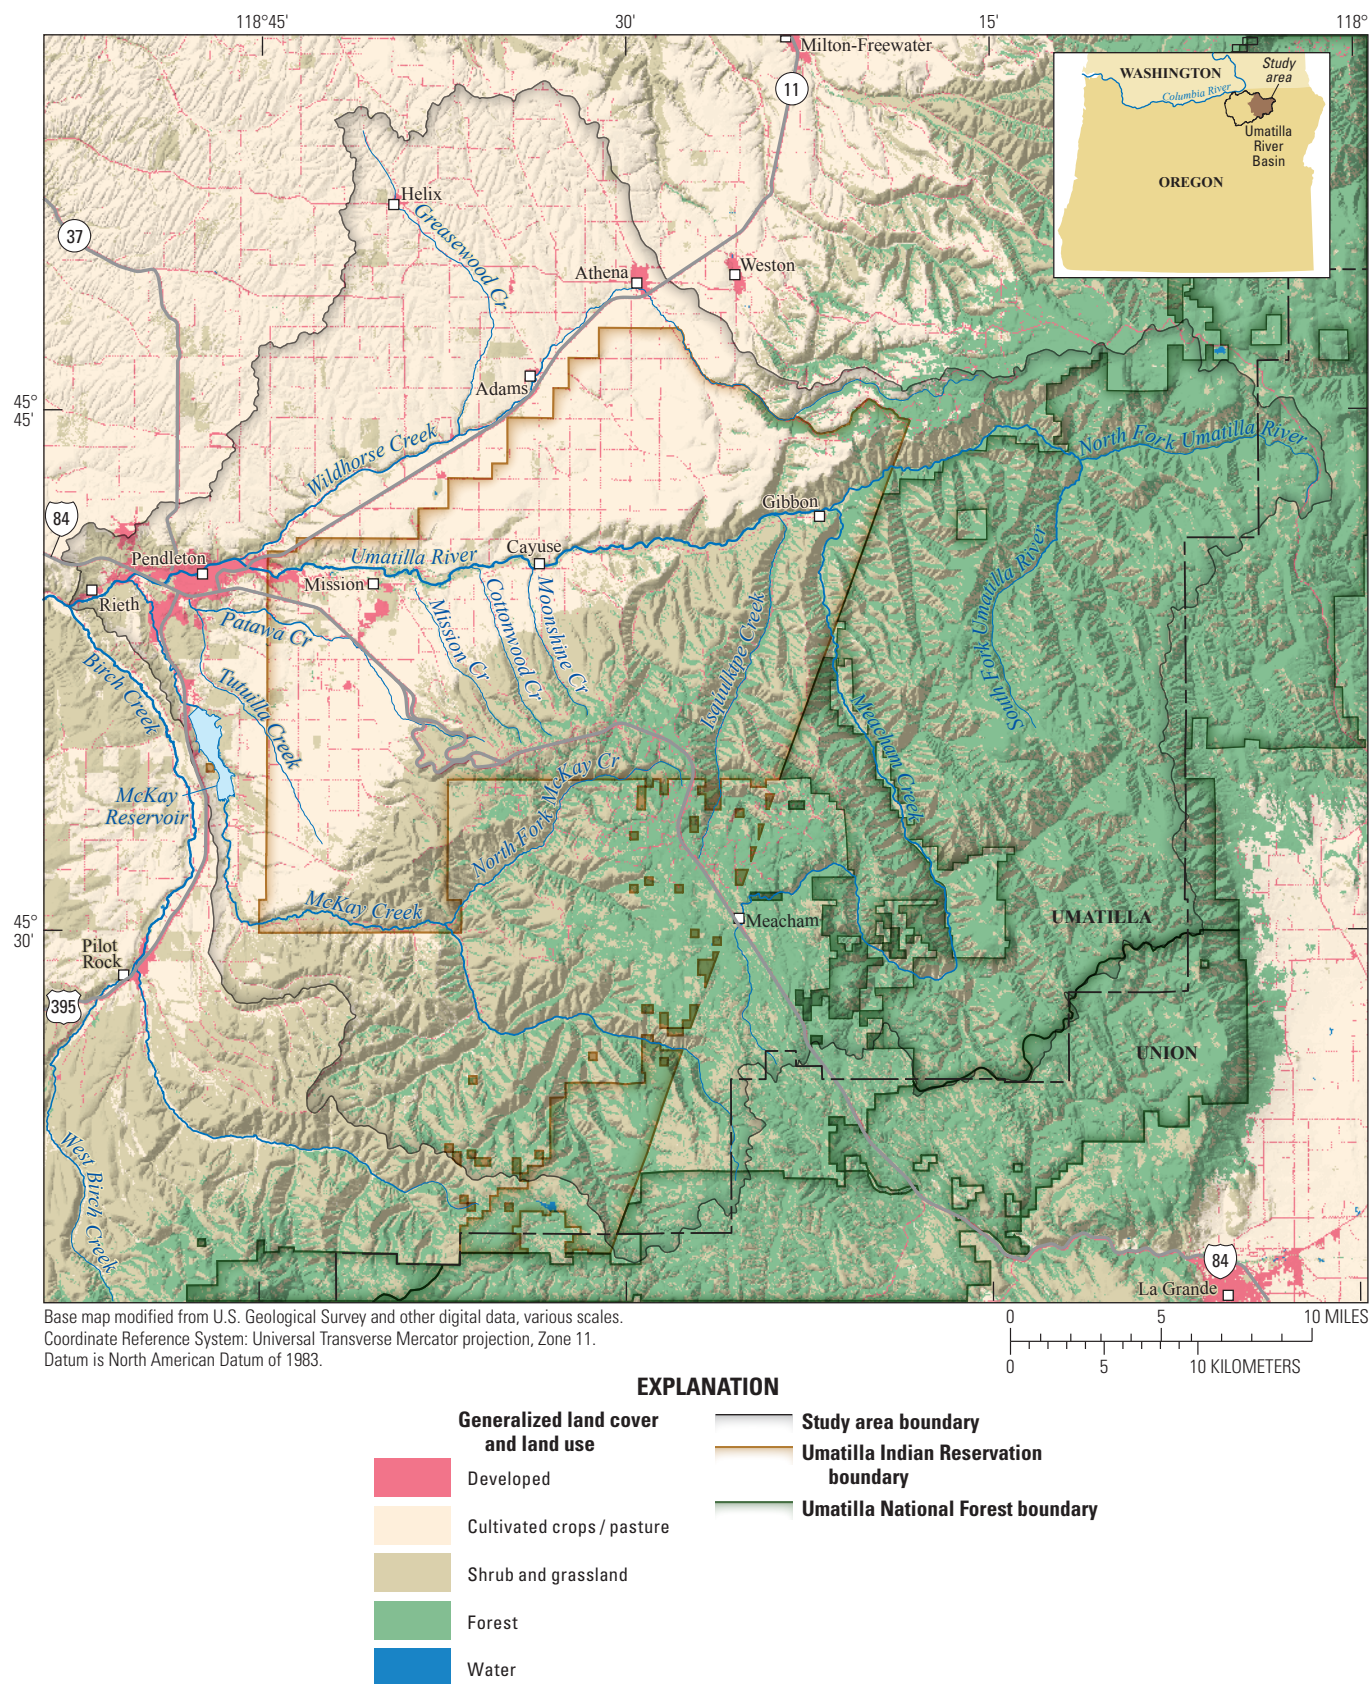 118°45'
30'
15'
118°
Milton-Freewater
11
WASHINGTON
Study
area
Columbia River
Umatilla
River
Basin
OREGON
37
Helix
Greasewood Cr
Athena
Weston
Adams
45°
45'
Wildhorse Creek
North Fork Umatilla River
84
Gibbon
Pendleton
Umatilla River
Cayuse
Mission
Rieth
Patawa Cr
Mission Cr
Cottonwood Cr
Moonshine Cr
Isquulktpe Creek
South Fork Umatilla River
Birch Creek
Tutuilla Creek
Meacham Creek
McKay
Reservoir
North Fork McKay Cr
McKay Creek
45°
30'
Meacham
UMATILLA
Pilot
Rock
395
UNION
West Birch Creek
84
La Grande
Base map modified from U.S. Geological Survey and other digital data, various scales.
Coordinate Reference System: Universal Transverse Mercator projection, Zone 11.
Datum is North American Datum of 1983.
0 5 10 MILES
0 5 10 KILOMETERS
EXPLANATION
Generalized land cover
and land use
Developed
Cultivated crops / pasture
Shrub and grassland
Forest
Water
Study area boundary
Umatilla Indian Reservation
boundary
Umatilla National Forest boundary